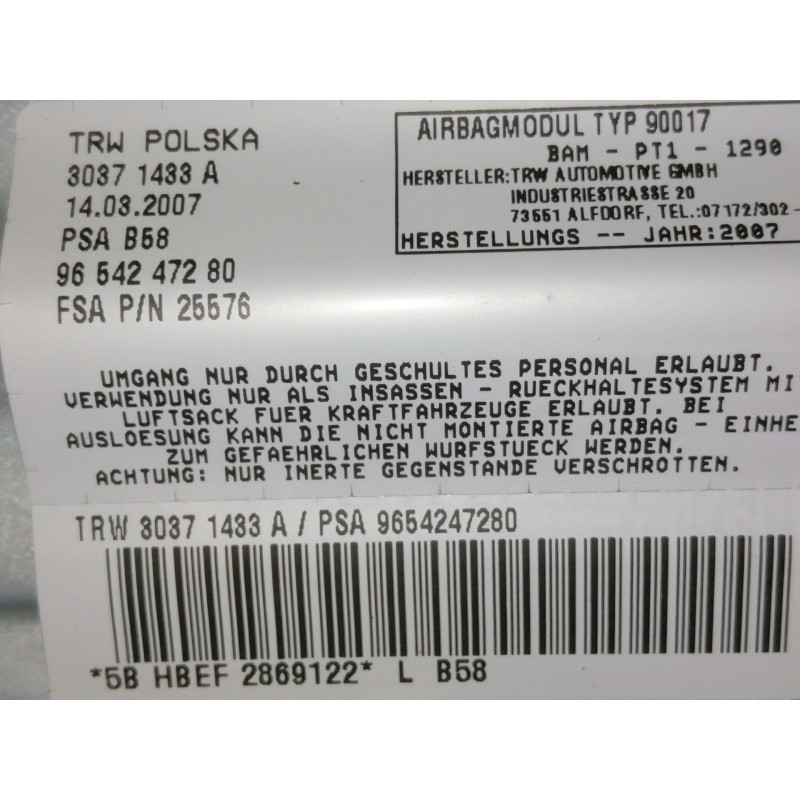 TRW POLSKA
3037 1433 A
14.03.2007
PSA B58
96 542 472 80
FSA P/N 25576
AIRBAGMODUL TYP 90017
BAM - PT1 - 1290
HERSTELLER:TRW AUTOMOTIVE GMBH
INDUSTRIESTRASSE 20
73551 ALFDORF, TEL.:07172/302-
HERSTELLUNGS -- JAHR:2007
UMGANG NUR DURCH GESCHULTES PERSONAL ERLAUBT.
VERWENDUNG NUR ALS INSASSEN - RUECKHALTESYSTEM MI
LUFTSACK FUER KRAFTFAHRZEUGE ERLAUBT. BEI
AUSLOESUNG KANN DIE NICHT MONTIERTE AIRBAG - EINHE
ZUM GEFAEHRLICHEN WURFSTUECK WERDEN.
ACHTUNG: NUR INERTE GEGENSTANDE VERSCHROTTEN.
TRW 3037 1433 A / PSA 9654247280
*5B HBEF 2869122* L B58